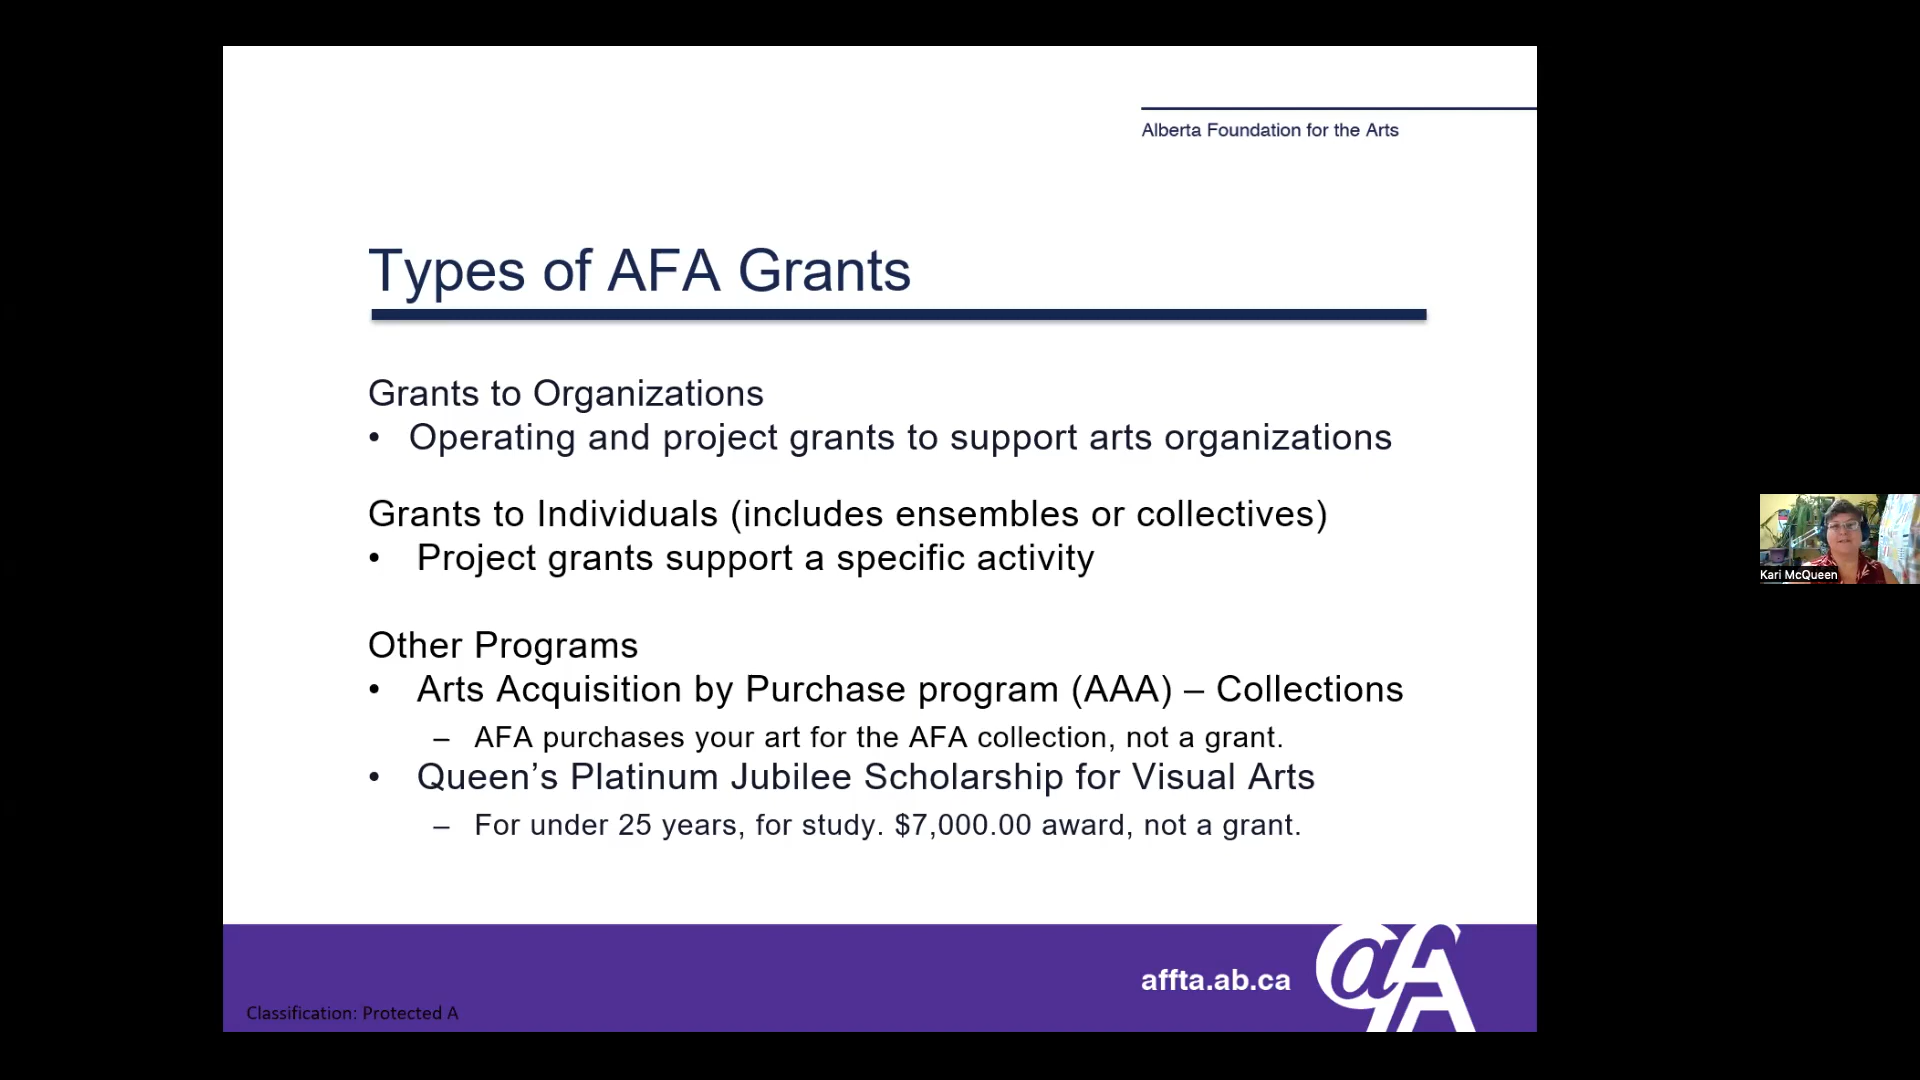 Alberta Foundation for the Arts
Types of AFA Grants
Grants to Organizations
• Operating and project grants to support arts organizations
Grants to Individuals (includes ensembles or collectives)
• Project grants support a specific activity
Other Programs
• Arts Acquisition by Purchase program (AAA) – Collections
– AFA purchases your art for the AFA collection, not a grant.
• Queen’s Platinum Jubilee Scholarship for Visual Arts
– For under 25 years, for study. $7,000.00 award, not a grant.
Kari McQueen
affta.ab.ca
afA
Classification: Protected A